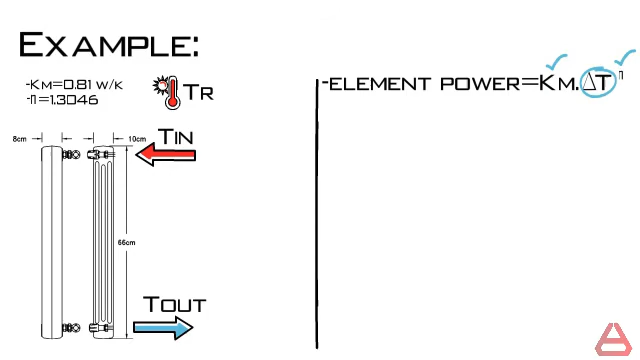 Example:
-Km=0.81 w/k
-n=1.3046
Tr
-element power=Km.ΔT n
8cm
10cm
Tin
66cm
Tout